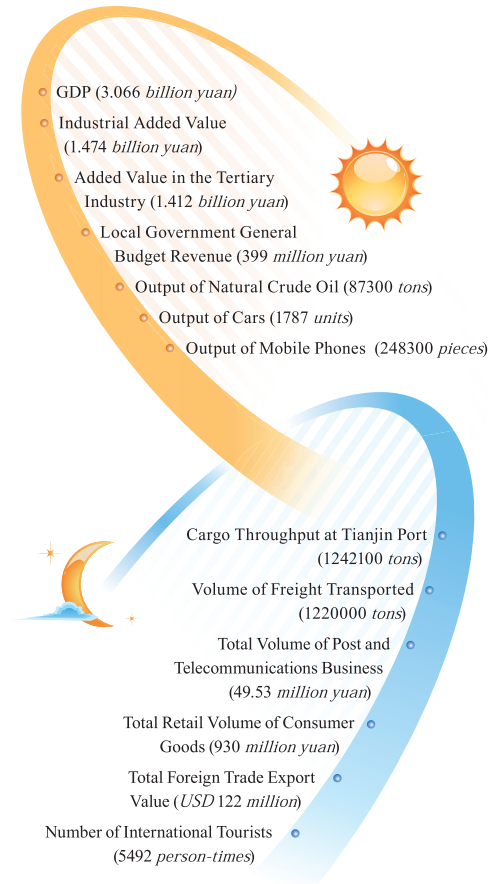 GDP (3.066 billion yuan)
Industrial Added Value
(1.474 billion yuan)
Added Value in the Tertiary
Industry (1.412 billion yuan)
Local Government General
Budget Revenue (399 million yuan)
Output of Natural Crude Oil (87300 tons)
Output of Cars (1787 units)
Output of Mobile Phones (248300 pieces)
Cargo Throughput at Tianjin Port
(1242100 tons)
Volume of Freight Transported
(1220000 tons)
Total Volume of Post and
Telecommunications Business
(49.53 million yuan)
Total Retail Volume of Consumer
Goods (930 million yuan)
Total Foreign Trade Export
Value (USD 122 million)
Number of International Tourists
(5492 person-times)